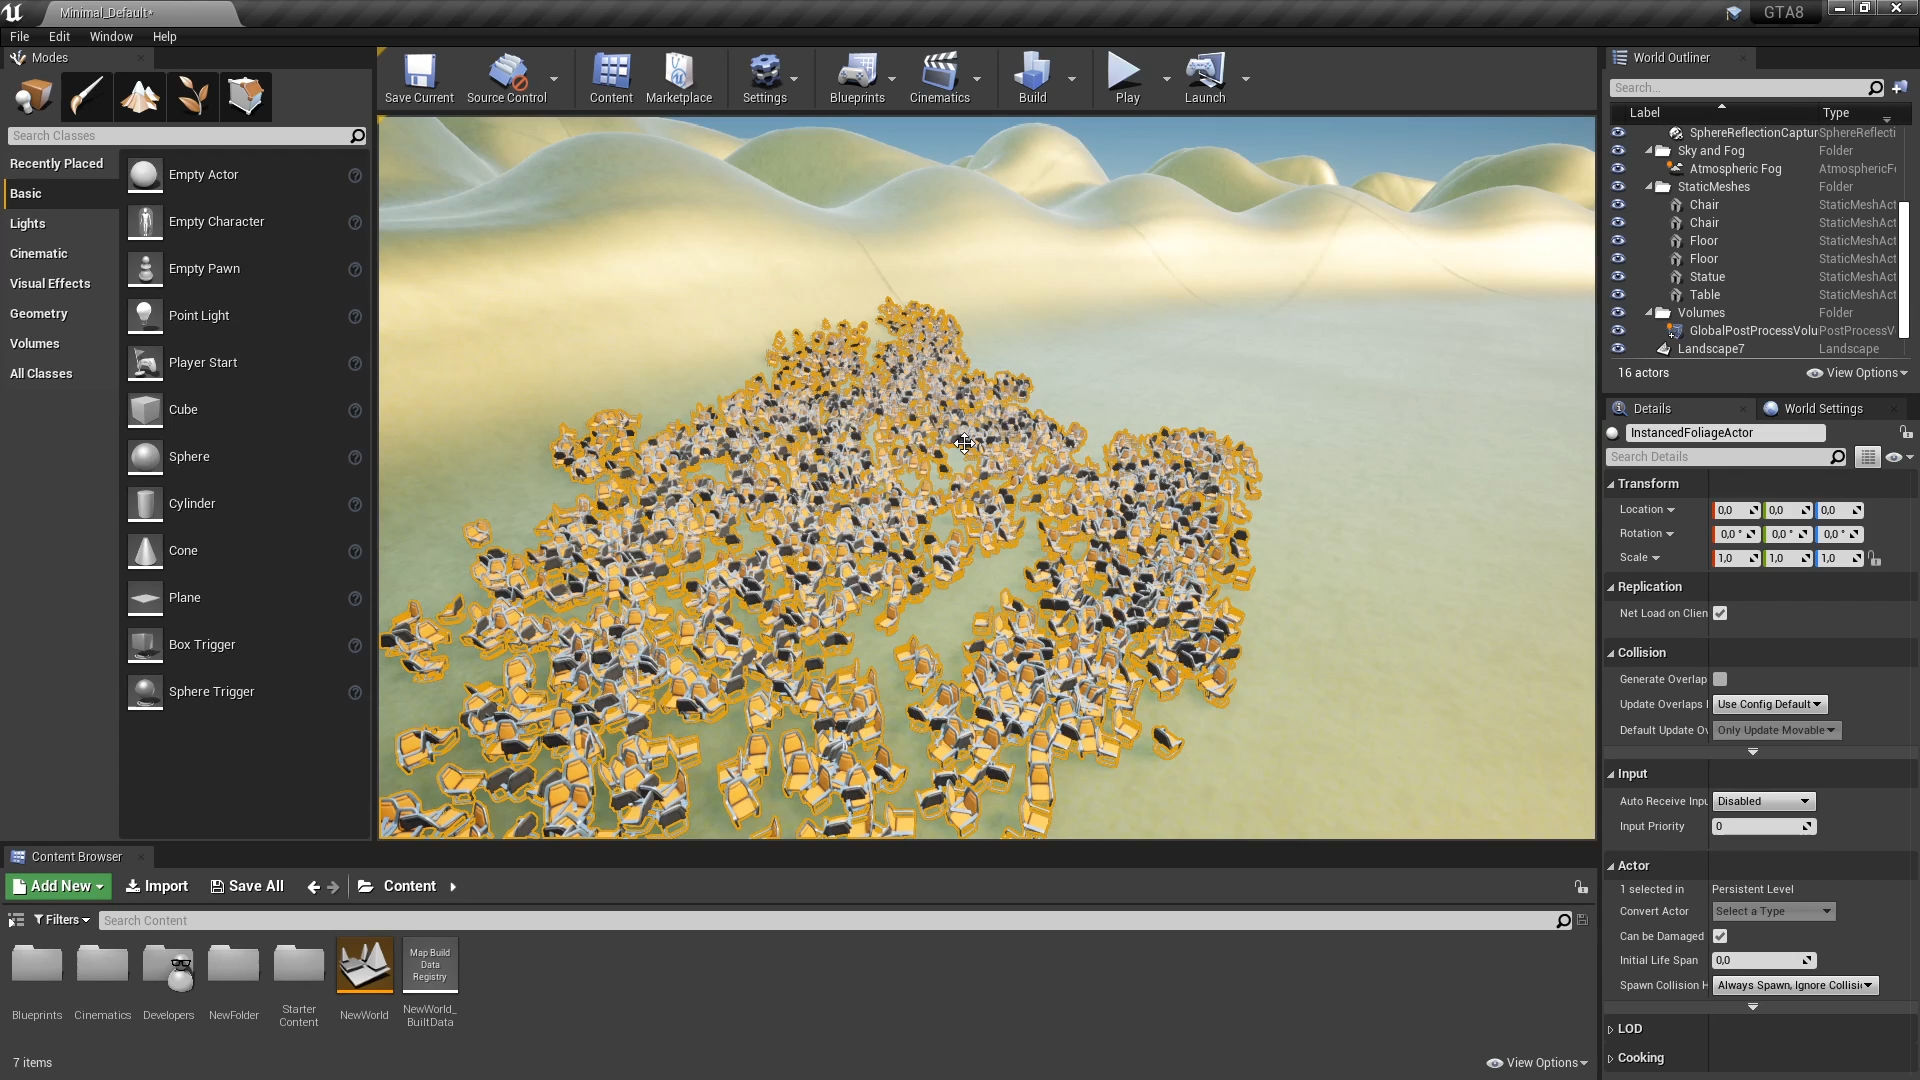 Minimal_Default*
GTA8
File Edit Window Help
Modes
Search Classes
Recently Placed
Basic
Lights
Cinematic
Visual Effects
Geometry
Volumes
All Classes
Empty Actor
Empty Character
Empty Pawn
Point Light
Player Start
Cube
Sphere
Cylinder
Cone
Plane
Box Trigger
Sphere Trigger
Save Current
Source Control
Content
Marketplace
Settings
Blueprints
Cinematics
Build
Play
Launch
World Outliner
Search...
Label Type
SphereReflectionCaptur SphereReflecti
Sky and Fog Folder
Atmospheric Fog AtmosphericFo
StaticMeshes Folder
Chair StaticMeshAct
Chair StaticMeshAct
Floor StaticMeshAct
Floor StaticMeshAct
Statue StaticMeshAct
Table StaticMeshAct
Volumes Folder
GlobalPostProcessVolu PostProcessV
Landscape7 Landscape
16 actors View Options
Details World Settings
InstancedFoliageActor
Search Details
Transform
Location 0,0 0,0 0,0
Rotation 0,0 ° 0,0 ° 0,0 °
Scale 1,0 1,0 1,0
Replication
Net Load on Clien
Collision
Generate Overlap
Update Overlaps Use Config Default
Default Update Ov Only Update Movable
Input
Auto Receive Inpu Disabled
Input Priority 0
Actor
1 selected in Persistent Level
Convert Actor Select a Type
Can be Damaged
Initial Life Span 0,0
Spawn Collision H Always Spawn, Ignore Collisi
LOD
Cooking
Content Browser
Add New Import Save All Content
Filters Search Content
Map Build
Data
Registry
Blueprints
Cinematics
Developers
NewFolder
Starter
Content
NewWorld
NewWorld_
BuiltData
7 items View Options